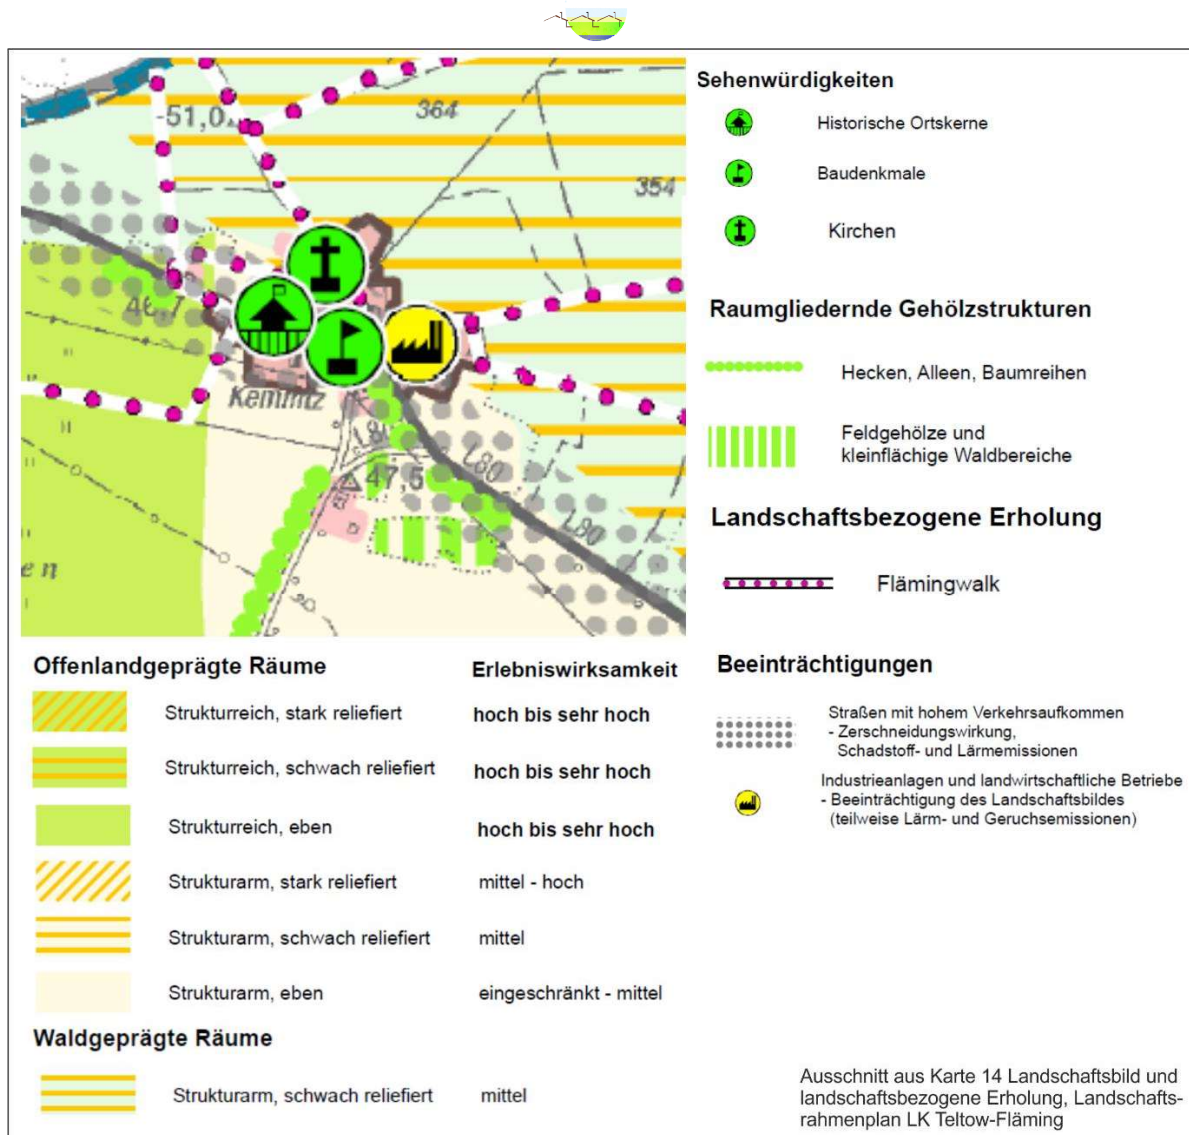 -51,0
364
354
46,7
Kemnitz
L80
L80
47,5
L80
en
Sehenwürdigkeiten
Historische Ortskerne
Baudenkmale
Kirchen
Raumgliedernde Gehölzstrukturen
Hecken, Alleen, Baumreihen
Feldgehölze und
kleinflächige Waldbereiche
Landschaftsbezogene Erholung
Flämingwalk
Offenlandgeprägte Räume Erlebniswirksamkeit
Strukturreich, stark reliefiert hoch bis sehr hoch
Strukturreich, schwach reliefiert hoch bis sehr hoch
Strukturreich, eben hoch bis sehr hoch
Strukturarm, stark reliefiert mittel - hoch
Strukturarm, schwach reliefiert mittel
Strukturarm, eben eingeschränkt - mittel
Waldgeprägte Räume
Strukturarm, schwach reliefiert mittel
Beeinträchtigungen
Straßen mit hohem Verkehrsaufkommen
- Zerschneidungswirkung,
Schadstoff- und Lärmemissionen
Industrieanlagen und landwirtschaftliche Betriebe
- Beeinträchtigung des Landschaftsbildes
(teilweise Lärm- und Geruchsemissionen)
Ausschnitt aus Karte 14 Landschaftsbild und
landschaftsbezogene Erholung, Landschafts-
rahmenplan LK Teltow-Fläming